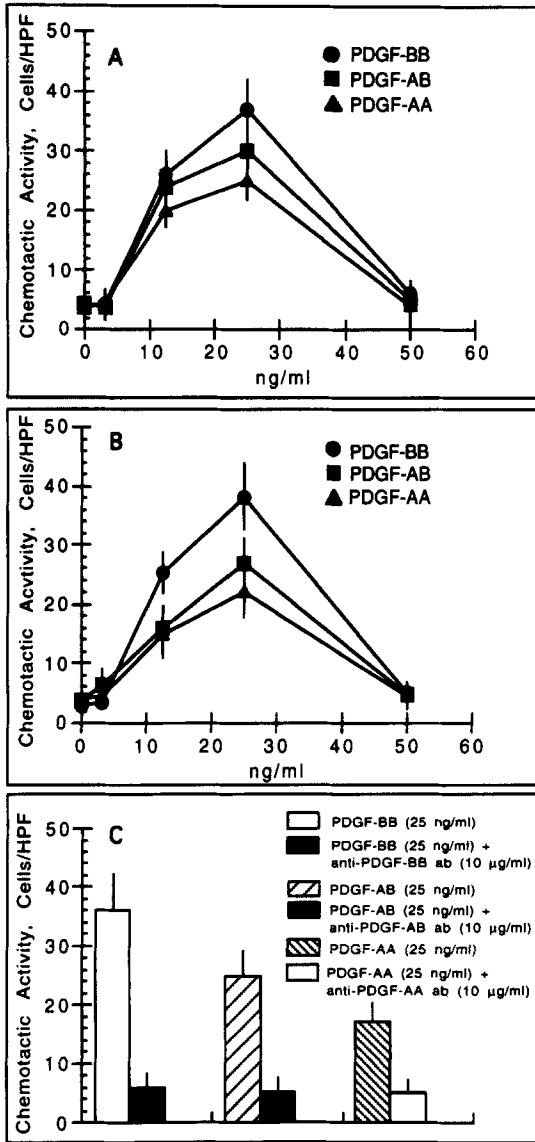 A
PDGF-BB
PDGF-AB
PDGF-AA
Chemotactic Activity, Cells/HPF
50
40
30
20
10
0
0 10 20 30 40 50 60
ng/ml
B
PDGF-BB
PDGF-AB
PDGF-AA
Chemotactic Acvtivity, Cells/HPF
50
40
30
20
10
0
0 10 20 30 40 50 60
ng/ml
C
Chemotactic Activity, Cells/HPF
50
40
30
20
10
0
PDGF-BB (25 ng/ml)
PDGF-BB (25 ng/ml) +
anti-PDGF-BB ab (10 µg/ml)
PDGF-AB (25 ng/ml)
PDGF-AB (25 ng/ml) +
anti-PDGF-AB ab (10 µg/ml)
PDGF-AA (25 ng/ml)
PDGF-AA (25 ng/ml) +
anti-PDGF-AA ab (10 µg/ml)